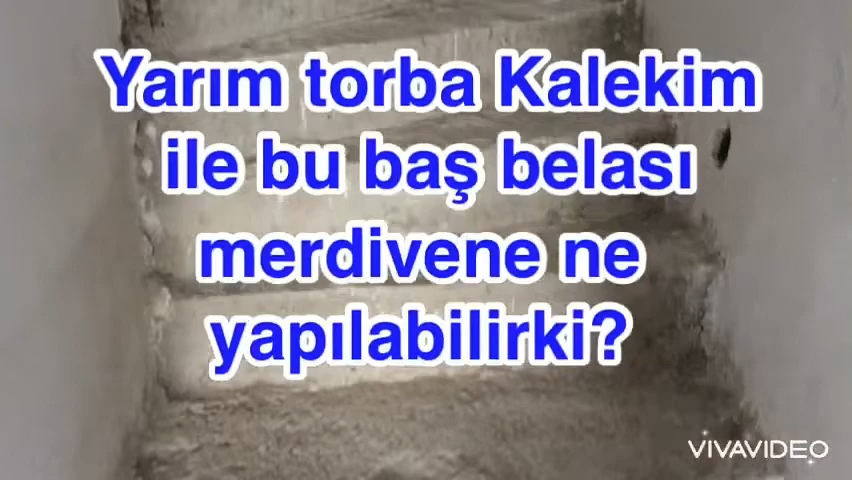 Yarım torba Kalekim
ile bu baş belası
merdivene ne
yapılabilirki?
VIVAVIDEO